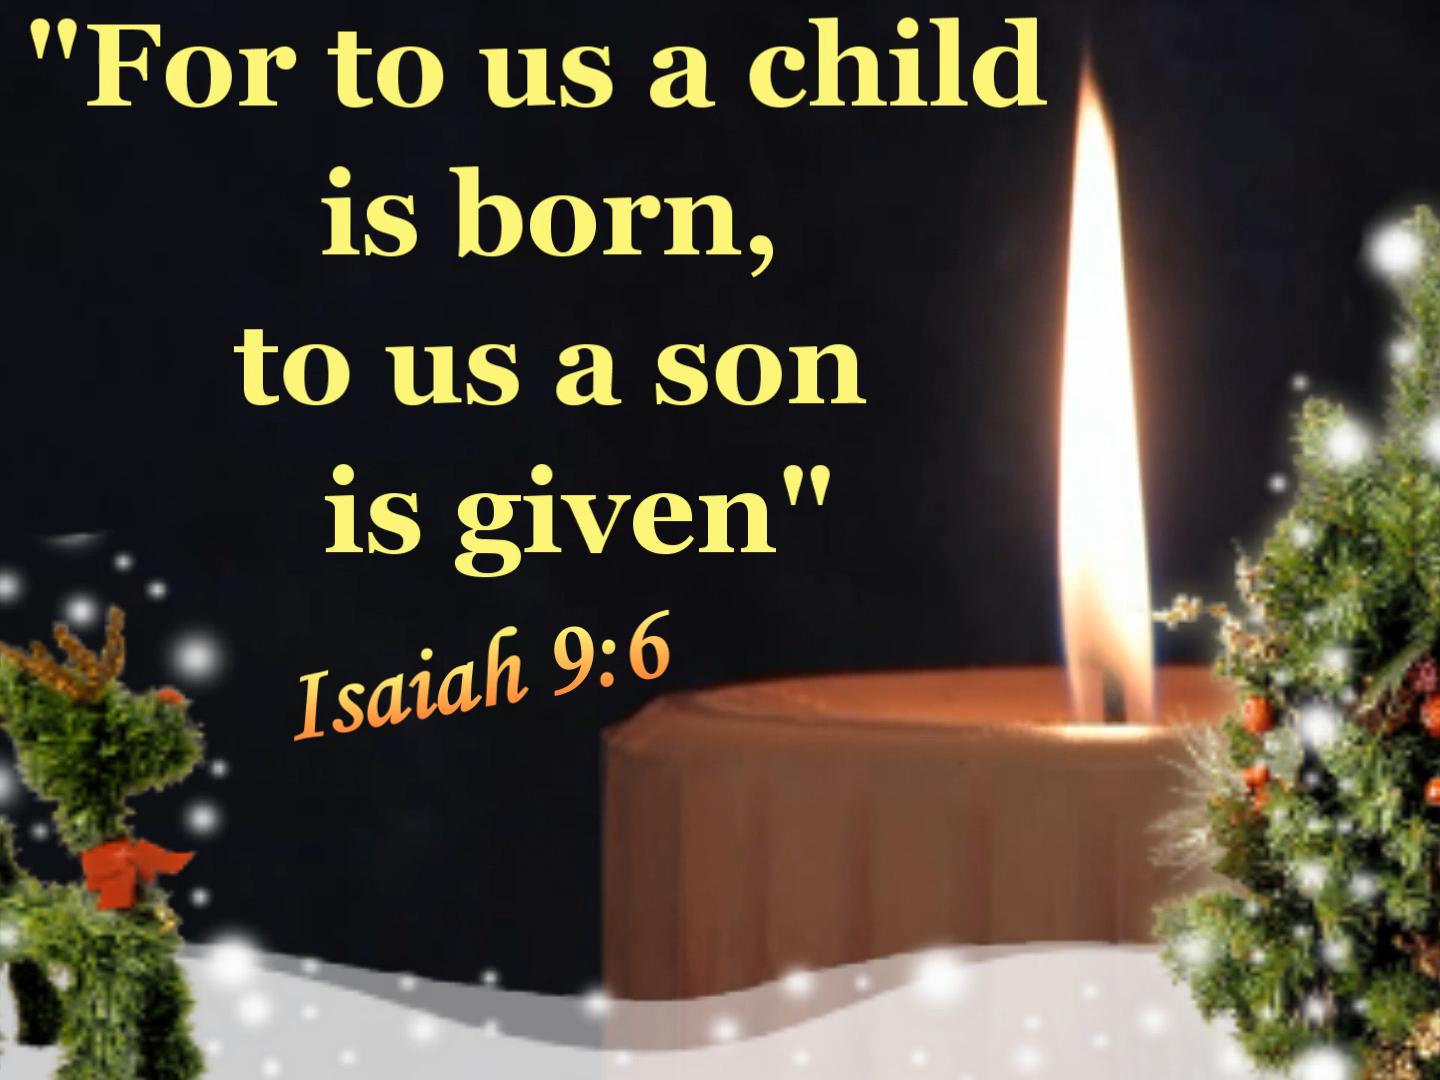 "For to us a child
is born,
to us a son
is given"
Isaiah 9:6